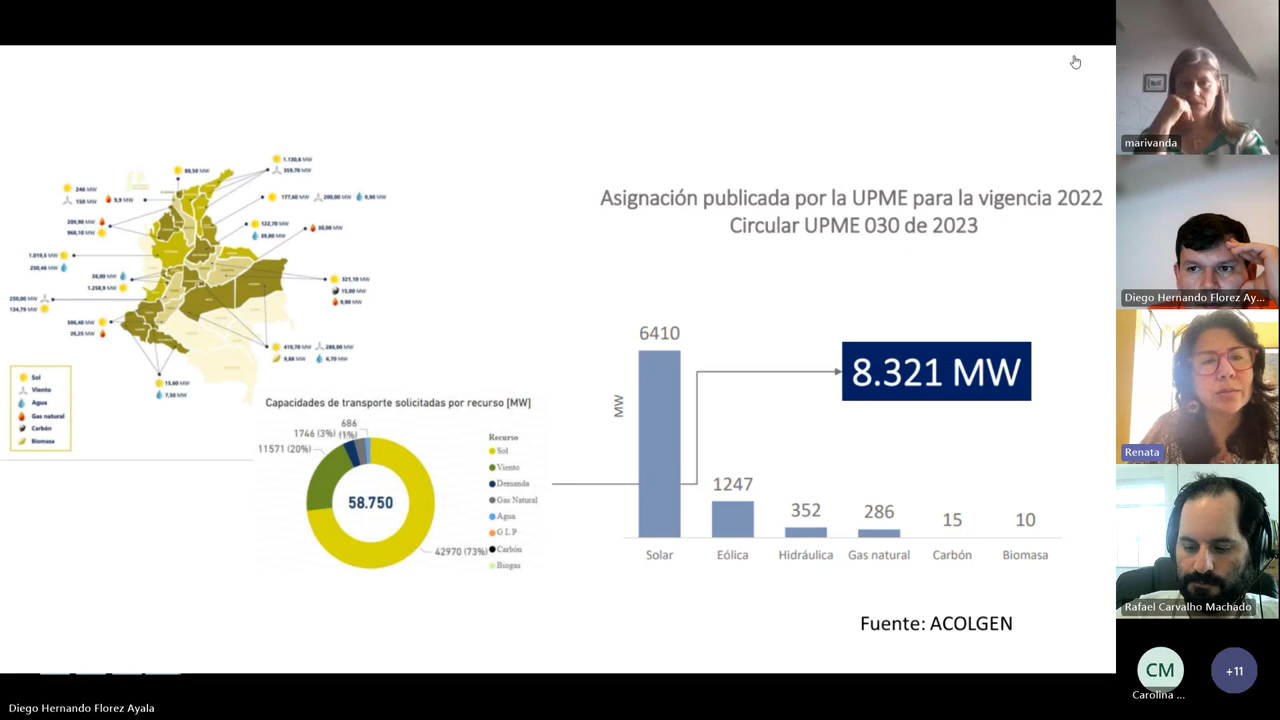 1.130,6 MW
359,70 MW
88,50 MW
246 MW
150 MW
9,9 MW
177,60 MW
200,00 MW
9,90 MW
209,90 MW
960,10 MW
122,70 MW
39,80 MW
30,00 MW
1.019,5 MW
250,46 MW
38,00 MW
1.258,9 MW
321,10 MW
15,00 MW
9,90 MW
250,00 MW
134,79 MW
506,40 MW
26,25 MW
410,70 MW
288,00 MW
9,88 MW
6,70 MW
15,60 MW
7,50 MW
Sol
Viento
Agua
Gas natural
Carbón
Biomasa
Capacidades de transporte solicitadas por recurso [MW]
686
(1%)
1746 (3%)
11571 (20%)
58.750
42970 (73%)
Recurso
Sol
Viento
Demanda
Gas Natural
Agua
G L P
Carbón
Biogas
Asignación publicada por la UPME para la vigencia 2022
Circular UPME 030 de 2023
8.321 MW
MW
6410
1247
352
286
15
10
Solar
Eólica
Hidráulica
Gas natural
Carbón
Biomasa
Fuente: ACOLGEN
marivanda
Diego Hernando Florez Ay...
Renata
Rafael Carvalho Machado
CM
Carolina ...
+11
Diego Hernando Florez Ayala